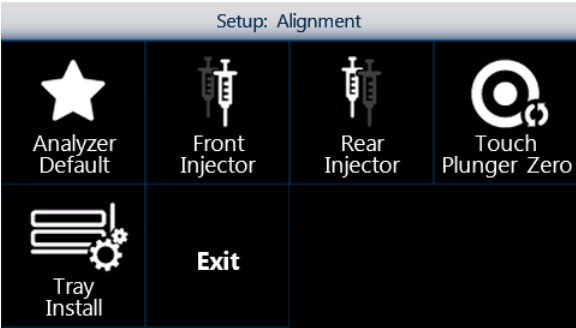 Setup: Alignment
Analyzer
Default
Front
Injector
Rear
Injector
Touch
Plunger Zero
Tray
Install
Exit